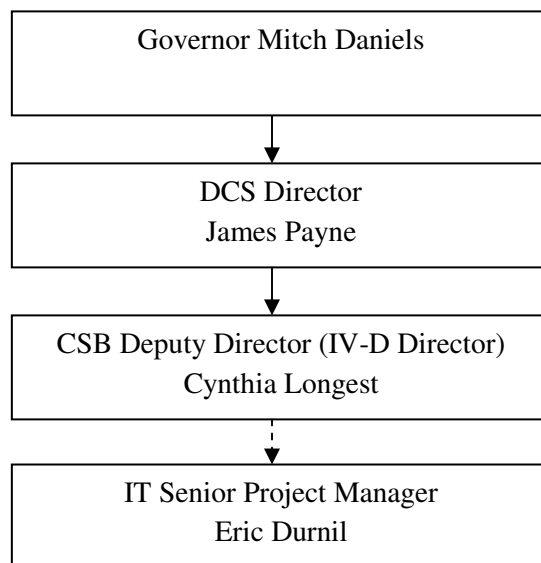 Governor Mitch Daniels
DCS Director
James Payne
CSB Deputy Director (IV-D Director)
Cynthia Longest
IT Senior Project Manager
Eric Durnil